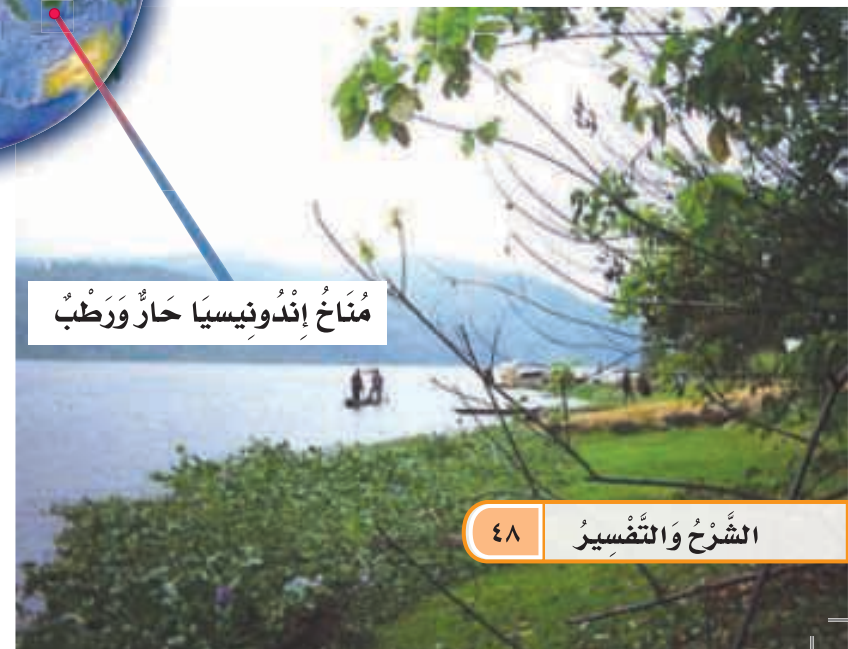 مُنَاخُ إِنْدُونِيسيَا حَارٌّ وَرَطْبٌ
الشَّرْحُ وَالتَّفْسِيرُ ٤٨